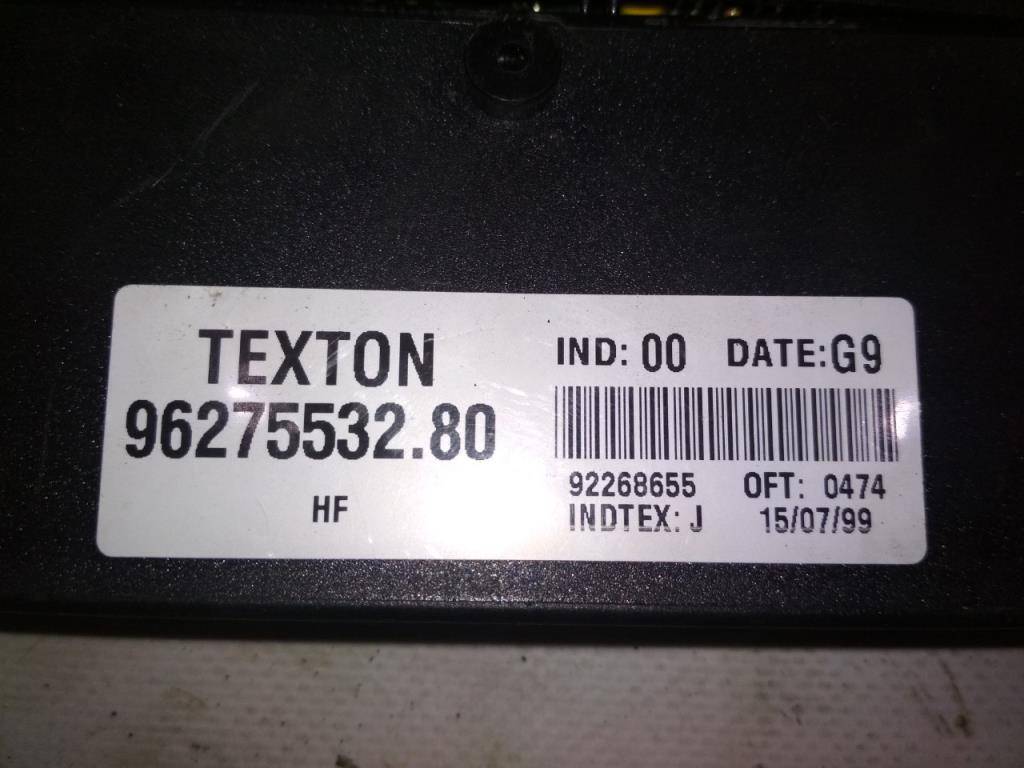 TEXTON
96275532.80
HF
IND: 00 DATE: G9
92268655 OFT: 0474
INDTEX: J 15/07/99